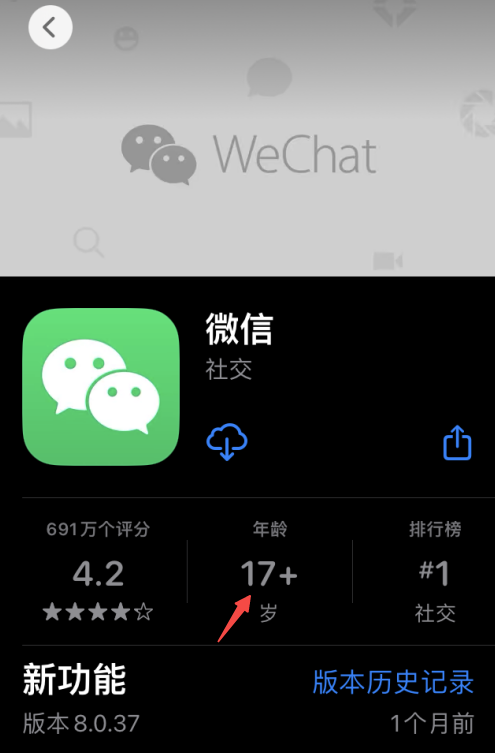 WeChat
微信
社交
691万个评分
年龄
排行榜
4.2
17+
#1
岁
社交
新功能
版本历史记录
版本8.0.37
1个月前